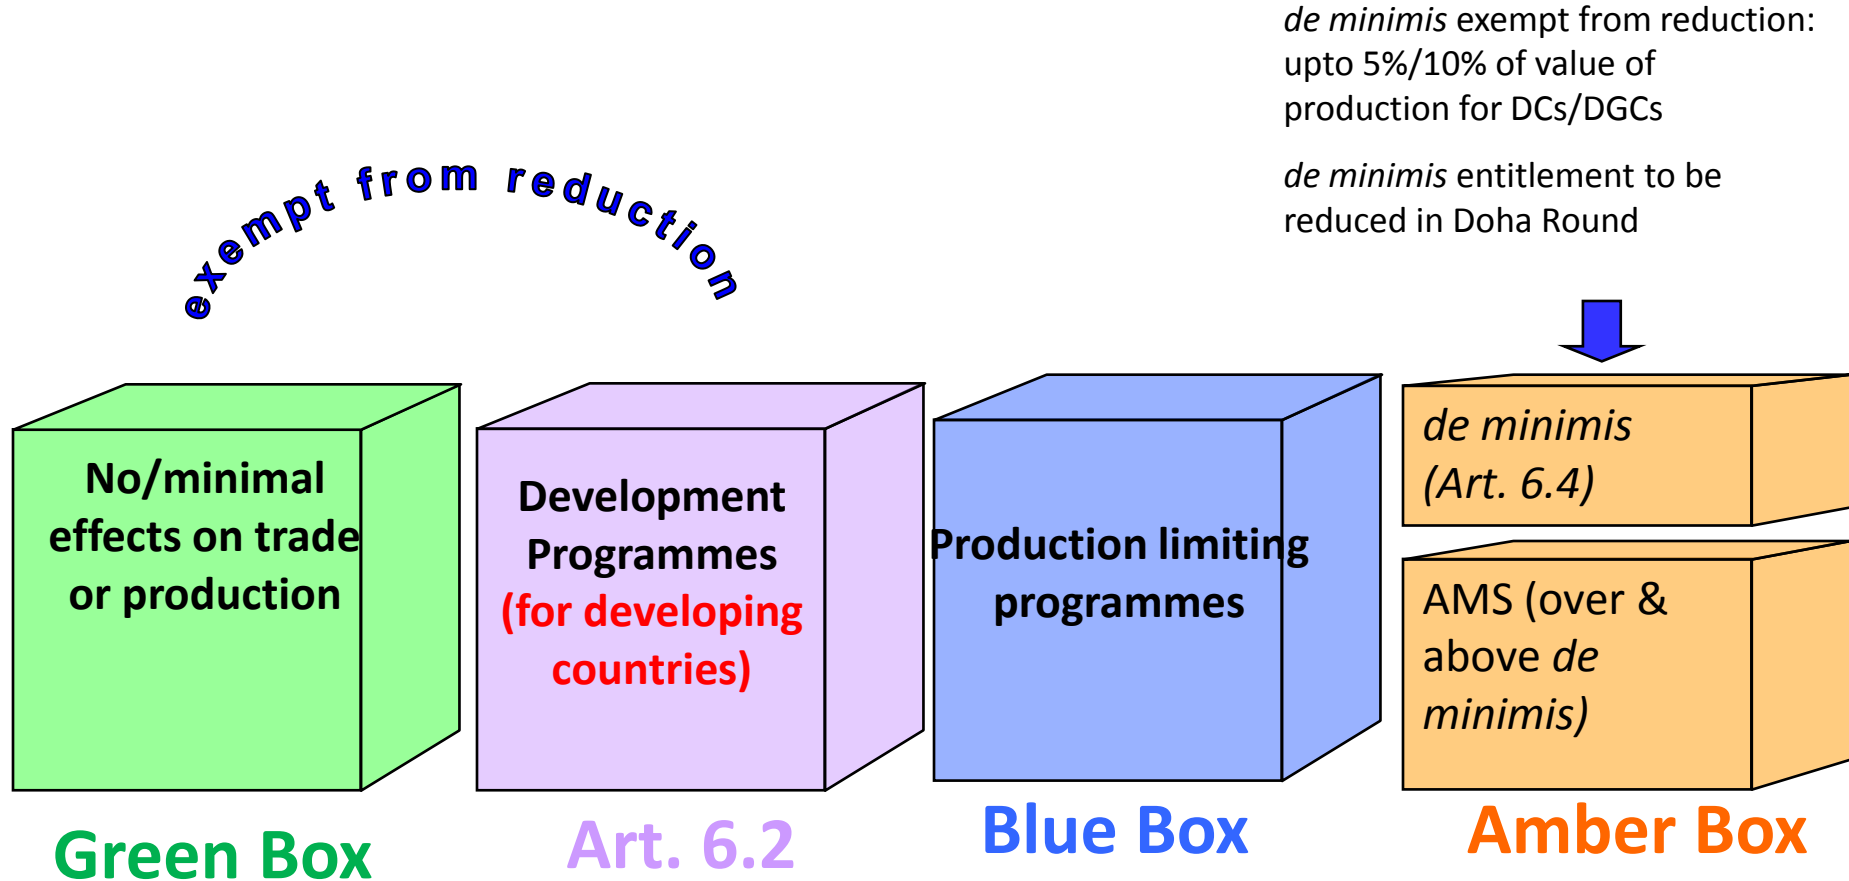 de minimis exempt from reduction:
upto 5%/10% of value of
production for DCs/DGCs
de minimis entitlement to be
reduced in Doha Round
exempt from reduction
No/minimal
effects on trade
or production
Development
Programmes
(for developing
countries)
Production limiting
programmes
de minimis
(Art. 6.4)
AMS (over &
above de
minimis)
Green Box
Art. 6.2
Blue Box
Amber Box